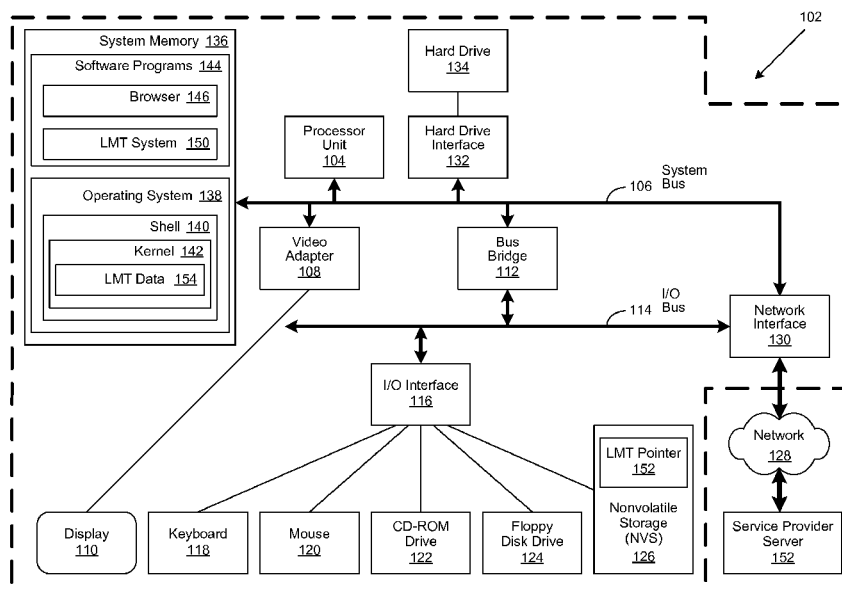 102
System Memory 136
Software Programs 144
Browser 146
LMT System 150
Operating System 138
Shell 140
Kernel 142
LMT Data 154
Hard Drive
134
Processor
Unit
104
Hard Drive
Interface
132
106
System
Bus
Video
Adapter
108
Bus
Bridge
112
114
I/O
Bus
Network
Interface
130
I/O Interface
116
Network
128
Display
110
Keyboard
118
Mouse
120
CD-ROM
Drive
122
Floppy
Disk Drive
124
LMT Pointer
152
Nonvolatile
Storage
(NVS)
126
Service Provider
Server
152